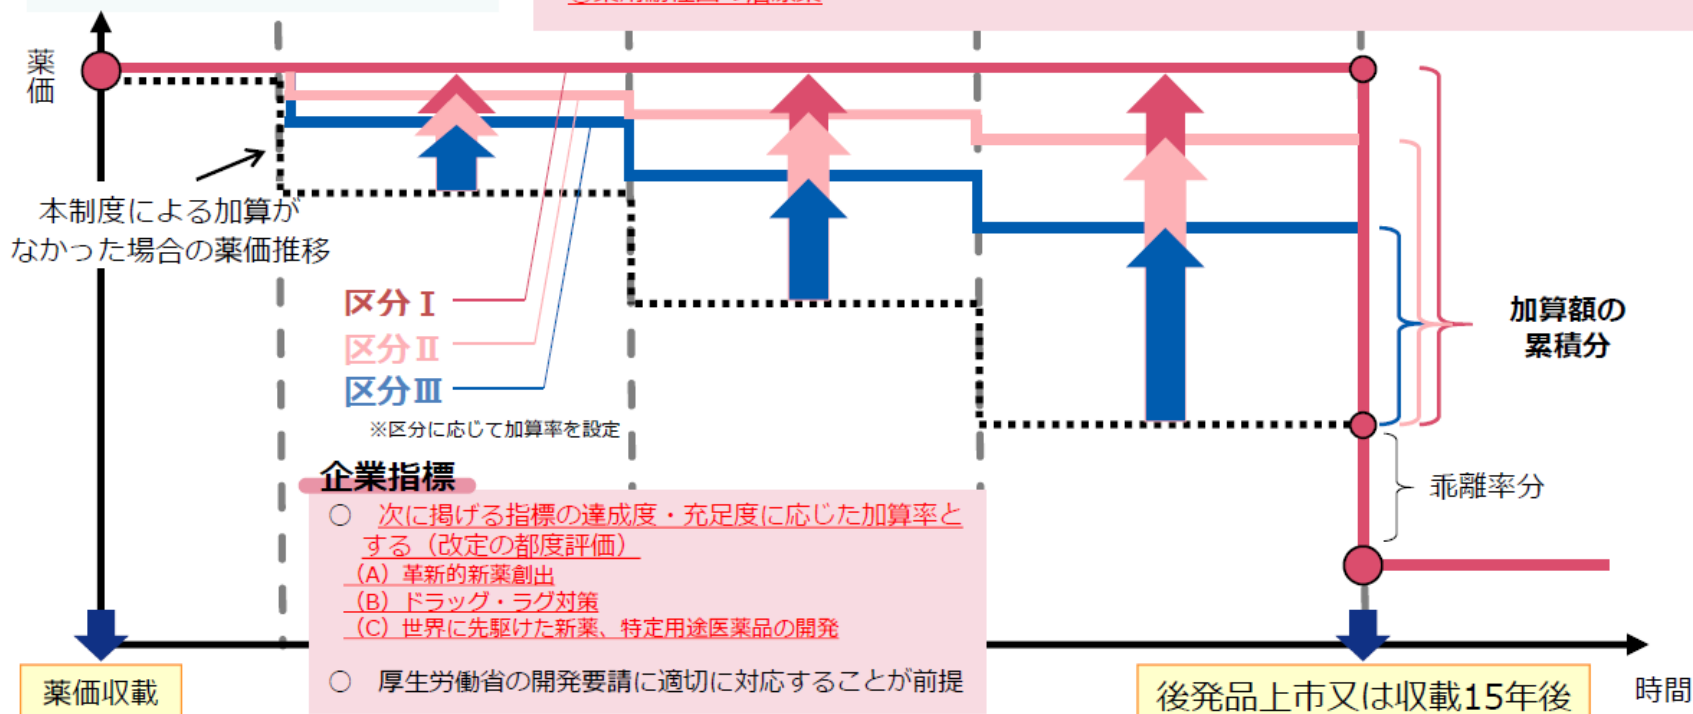 薬
価
本制度による加算が
なかった場合の薬価推移
区分Ⅰ
区分Ⅱ
区分Ⅲ
※区分に応じて加算率を設定
加算額の
累積分
乖離率分
企業指標
○ 次に掲げる指標の達成度・充足度に応じた加算率と
する（改定の都度評価）
（A）革新的新薬創出
（B）ドラッグ・ラグ対策
（C）世界に先駆けた新薬、特定用途医薬品の開発
○ 厚生労働省の開発要請に適切に対応することが前提
薬価収載
後発品上市又は収載15年後
時間